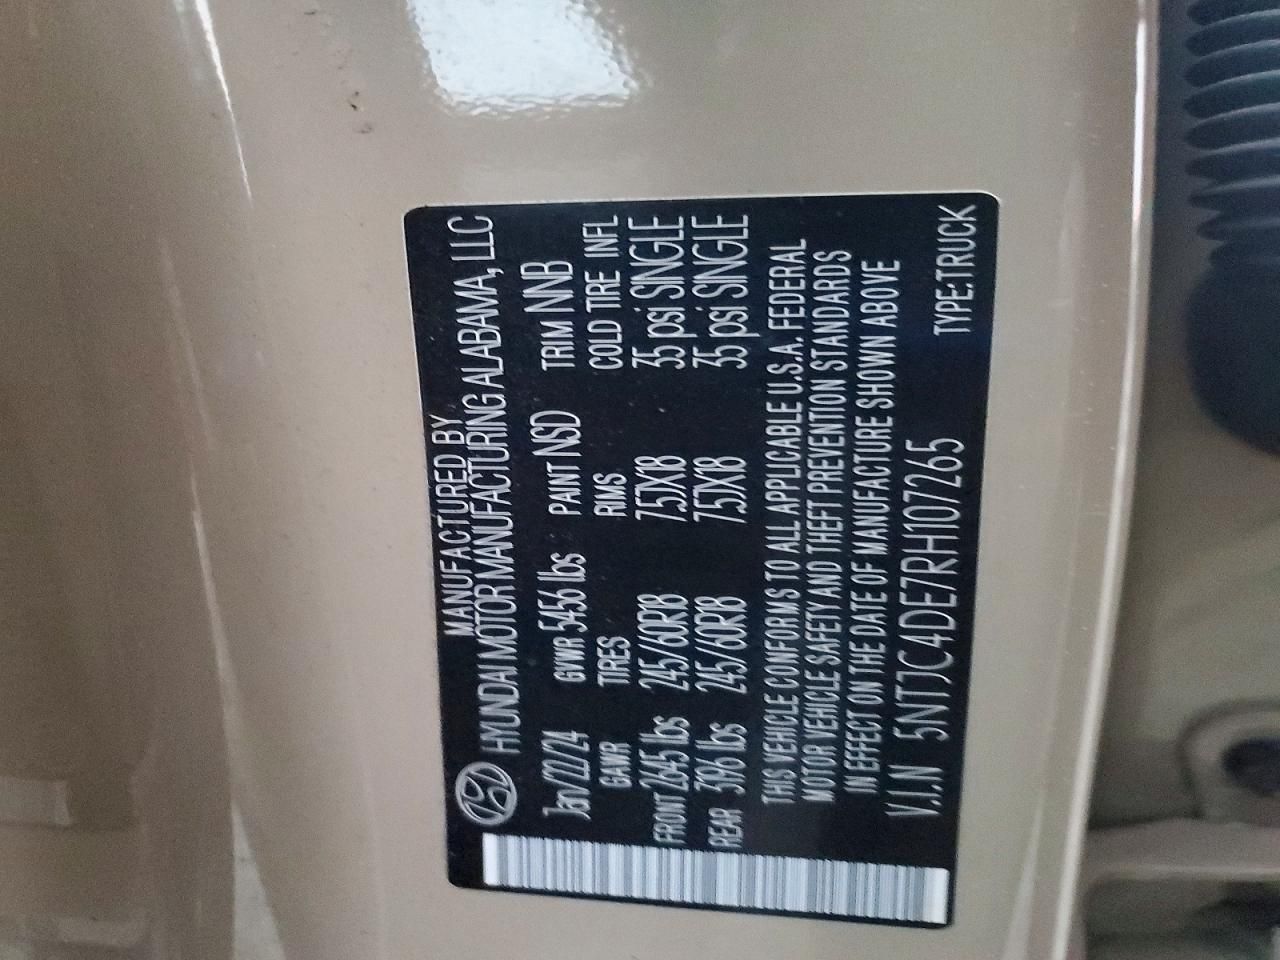 MANUFACTURED BY
HYUNDAI MOTOR MANUFACTURING ALABAMA, LLC
Jan/22/24 GVWR 5456 lbs PAINT NSD TRIM NNB
GAWR TIRES RIMS COLD TIRE INFL
FRONT 2645 lbs 245/60R18 7.5JX18 35 psi SINGLE
REAR 3196 lbs 245/60R18 7.5JX18 35 psi SINGLE
THIS VEHICLE CONFORMS TO ALL APPLICABLE U.S.A. FEDERAL
MOTOR VEHICLE SAFETY AND THEFT PREVENTION STANDARDS
IN EFFECT ON THE DATE OF MANUFACTURE SHOWN ABOVE
V.I.N 5NTJC4DE7RH107265 TYPE:TRUCK